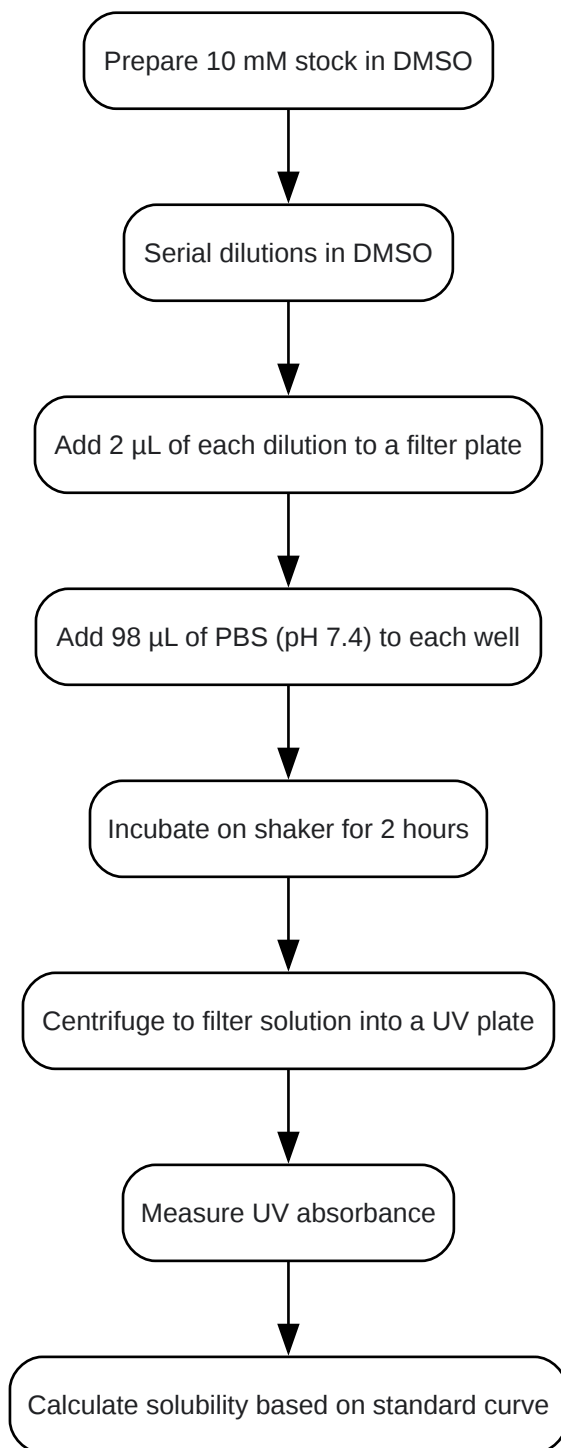 Prepare 10 mM stock in DMSO
Serial dilutions in DMSO
Add 2 µL of each dilution to a filter plate
Add 98 µL of PBS (pH 7.4) to each well
Incubate on shaker for 2 hours
Centrifuge to filter solution into a UV plate
Measure UV absorbance
Calculate solubility based on standard curve